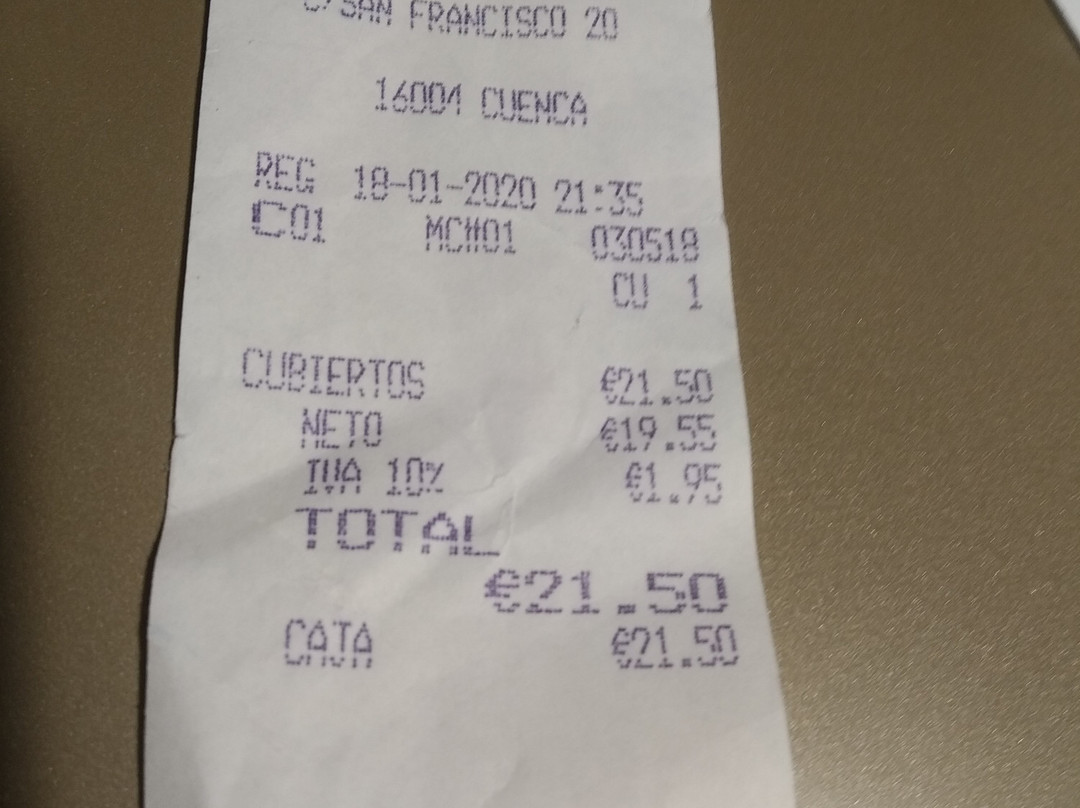 C/SAN FRANCISCO 20
16004 CUENCA
REG 18-01-2020 21:35
C01 MC#01 030518
CU 1
CUBIERTOS €21.50
NETO €19.55
IVA 10% €1.95
TOTAL
€21.50
CAJA €21.50